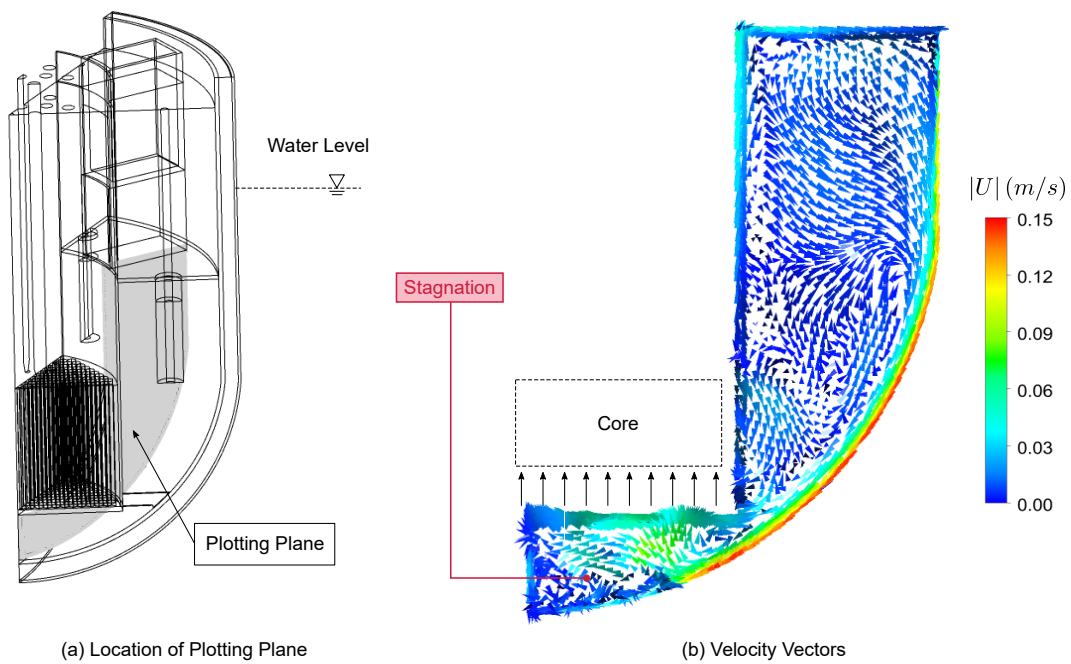 Water Level
Plotting Plane
(a) Location of Plotting Plane
Stagnation
Core
|U| (m/s)
0.15
0.12
0.09
0.06
0.03
0.00
(b) Velocity Vectors